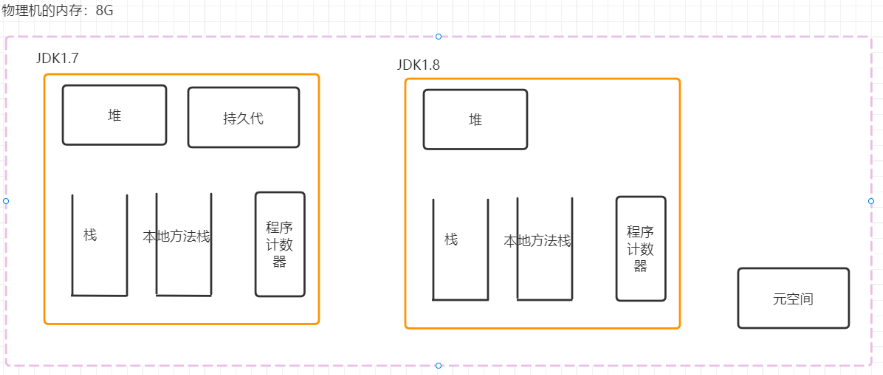 物理机的内存：8G
JDK1.7
JDK1.8
堆
持久代
堆
栈
本地方法栈
程序
计数
器
栈
本地方法栈
程序
计数
器
元空间